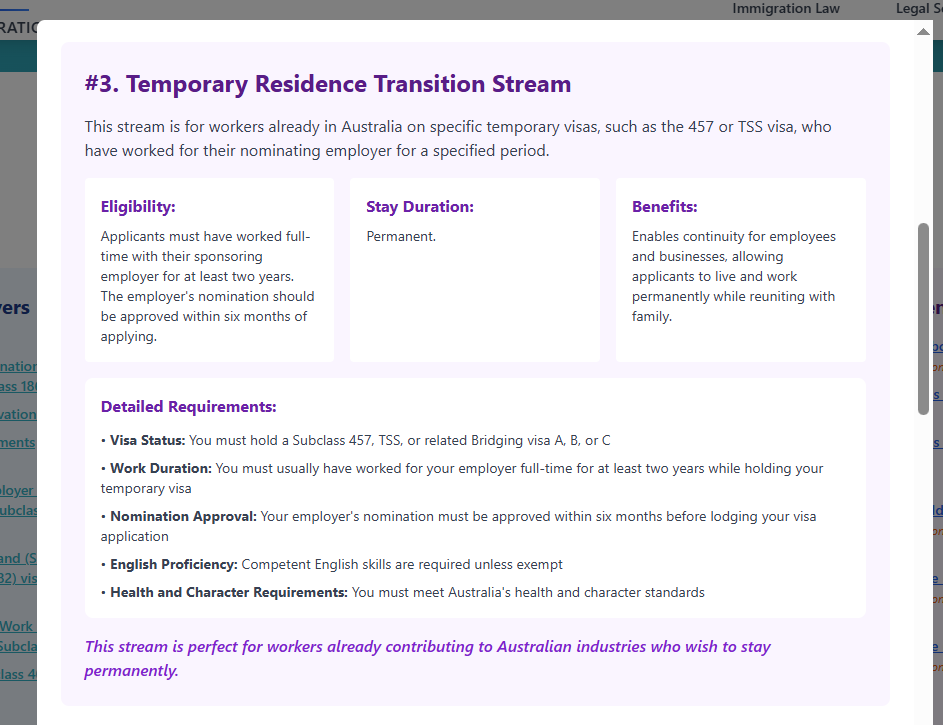 Immigration Law
Legal Se
RATIO
#3. Temporary Residence Transition Stream
This stream is for workers already in Australia on specific temporary visas, such as the 457 or TSS visa, who
have worked for their nominating employer for a specified period.
Eligibility:
Applicants must have worked full-
time with their sponsoring
employer for at least two years.
The employer's nomination should
be approved within six months of
applying.
Stay Duration:
Permanent.
Benefits:
Enables continuity for employees
and businesses, allowing
applicants to live and work
permanently while reuniting with
family.
Detailed Requirements:
• Visa Status: You must hold a Subclass 457, TSS, or related Bridging visa A, B, or C
• Work Duration: You must usually have worked for your employer full-time for at least two years while holding your
temporary visa
• Nomination Approval: Your employer's nomination must be approved within six months before lodging your visa
application
• English Proficiency: Competent English skills are required unless exempt
• Health and Character Requirements: You must meet Australia's health and character standards
This stream is perfect for workers already contributing to Australian industries who wish to stay
permanently.
vers
nation
ass 186
vation
ments
ployer
ubclas
and (S
82) vis
Work
Subcla
lass 4